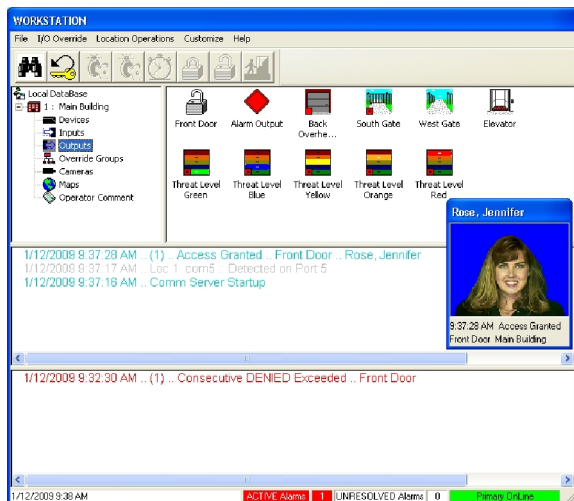 WORKSTATION
File I/O Override Location Operations Customize Help
Local DataBase
1 : Main Building
Devices
Inputs
Outputs
Override Groups
Cameras
Maps
Operator Comment
Front Door
Alarm Output
Back Overhe...
South Gate
West Gate
Elevator
Threat Level Green
Threat Level Blue
Threat Level Yellow
Threat Level Orange
Threat Level Red
Rose, Jennifer
9:37:28 AM Access Granted
Front Door Main Building
1/12/2009 9:37:28 AM .. (1) .. Access Granted .. Front Door .. Rose, Jennifer
1/12/2009 9:37:17 AM .. Loc 1 com5 .. Detected on Port 5
1/12/2009 9:37:16 AM .. Comm Server Startup
1/12/2009 9:32:30 AM .. (1) .. Consecutive DENIED Exceeded .. Front Door
1/12/2009 9:38 AM ACTIVE Alarms 1 UNRESOLVED Alarms 0 Primary OnLine